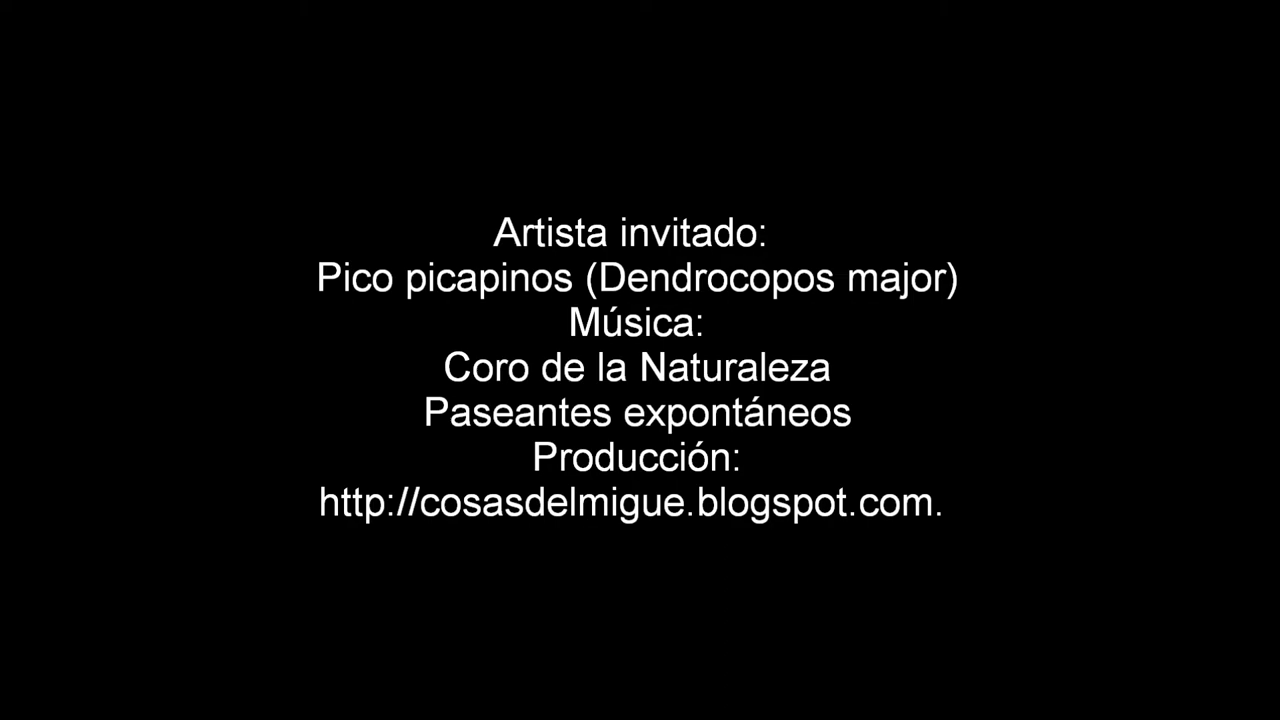 Artista invitado:
Pico picapinos (Dendrocopos major)
Música:
Coro de la Naturaleza
Paseantes expontáneos
Producción:
http://cosasdelmigue.blogspot.com.